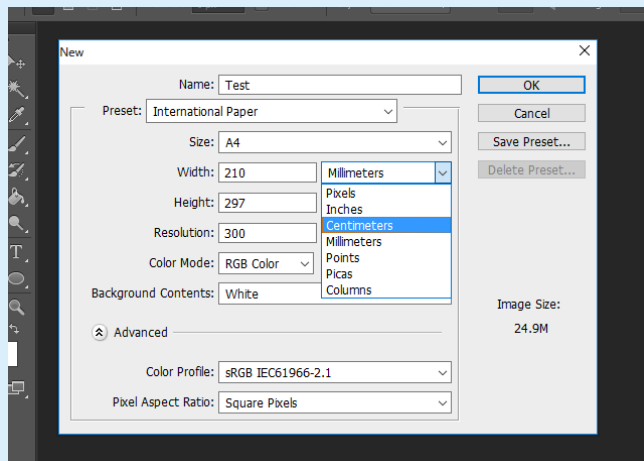 New
Name: Test
OK
Preset: International Paper
Cancel
Size: A4
Save Preset...
Width: 210 Millimeters
Delete Preset...
Pixels
Height: 297
Inches
Centimeters
Resolution: 300
Millimeters
Points
Color Mode: RGB Color
Picas
Columns
Background Contents: White
Image Size:
24.9M
Advanced
Color Profile: sRGB IEC61966-2.1
Pixel Aspect Ratio: Square Pixels